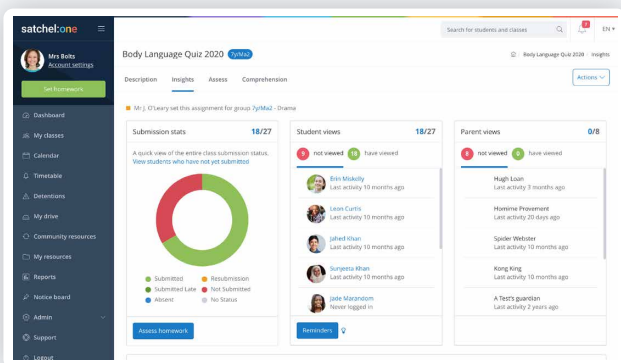 satchel:one
Search for students and classes
7
EN
Mrs Bolts
Account settings
Set homework
Dashboard
My classes
Calendar
Timetable
Detentions
My drive
Community resources
My resources
Reports
Notice board
Admin
Support
Logout
Body Language Quiz 2020 7y/Ma2
Body Language Quiz 2020 Insights
Description Insights Assess Comprehension
Actions
Mr J. O'Leary set this assignment for group 7y/Ma2 - Drama
Submission stats 18/27
A quick view of the entire class submission status.
View students who have not yet submitted
Submitted Resubmission
Submitted Late Not Submitted
Absent No Status
Assess homework
Student views 18/27
9 not viewed 18 have viewed
Erin Miskelly
Last activity 10 months ago
Leon Curtis
Last activity 10 months ago
Jahed Khan
Last activity 10 months ago
Sunjeeta Khan
Last activity 10 months ago
Jade Marandom
Never logged in
Reminders
Parent views 0/8
8 not viewed 0 have viewed
Hugh Loan
Last activity 3 months ago
Homime Provement
Last activity 20 days ago
Spider Webster
Last activity 10 months ago
Kong King
Last activity 10 months ago
A Test's guardian
Last activity 2 years ago